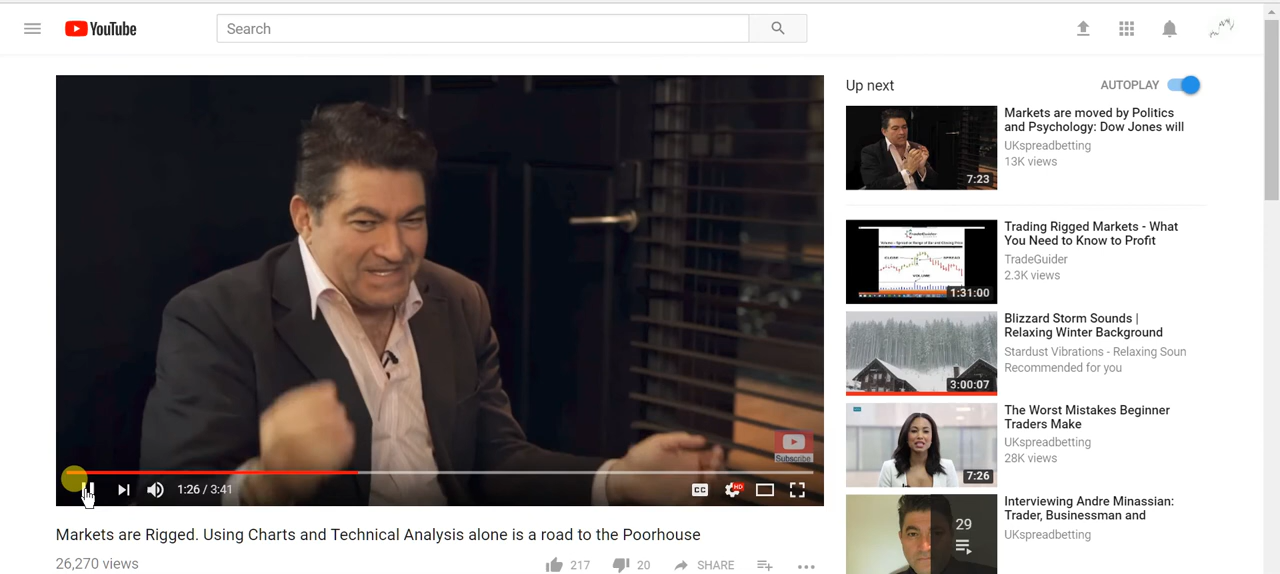 YouTube
Search
Subscribe
1:26 / 3:41
CC
HD
Markets are Rigged. Using Charts and Technical Analysis alone is a road to the Poorhouse
26,270 views
217
20
SHARE
Up next
AUTOPLAY
7:23
Markets are moved by Politics
and Psychology: Dow Jones will
UKspreadbetting
13K views
TradeGuider
CLOSE
SPREAD
VOLUME
1:31:00
Trading Rigged Markets - What
You Need to Know to Profit
TradeGuider
2.3K views
3:00:07
Blizzard Storm Sounds |
Relaxing Winter Background
Stardust Vibrations - Relaxing Soun
Recommended for you
7:26
The Worst Mistakes Beginner
Traders Make
UKspreadbetting
28K views
29
Interviewing Andre Minassian:
Trader, Businessman and
UKspreadbetting